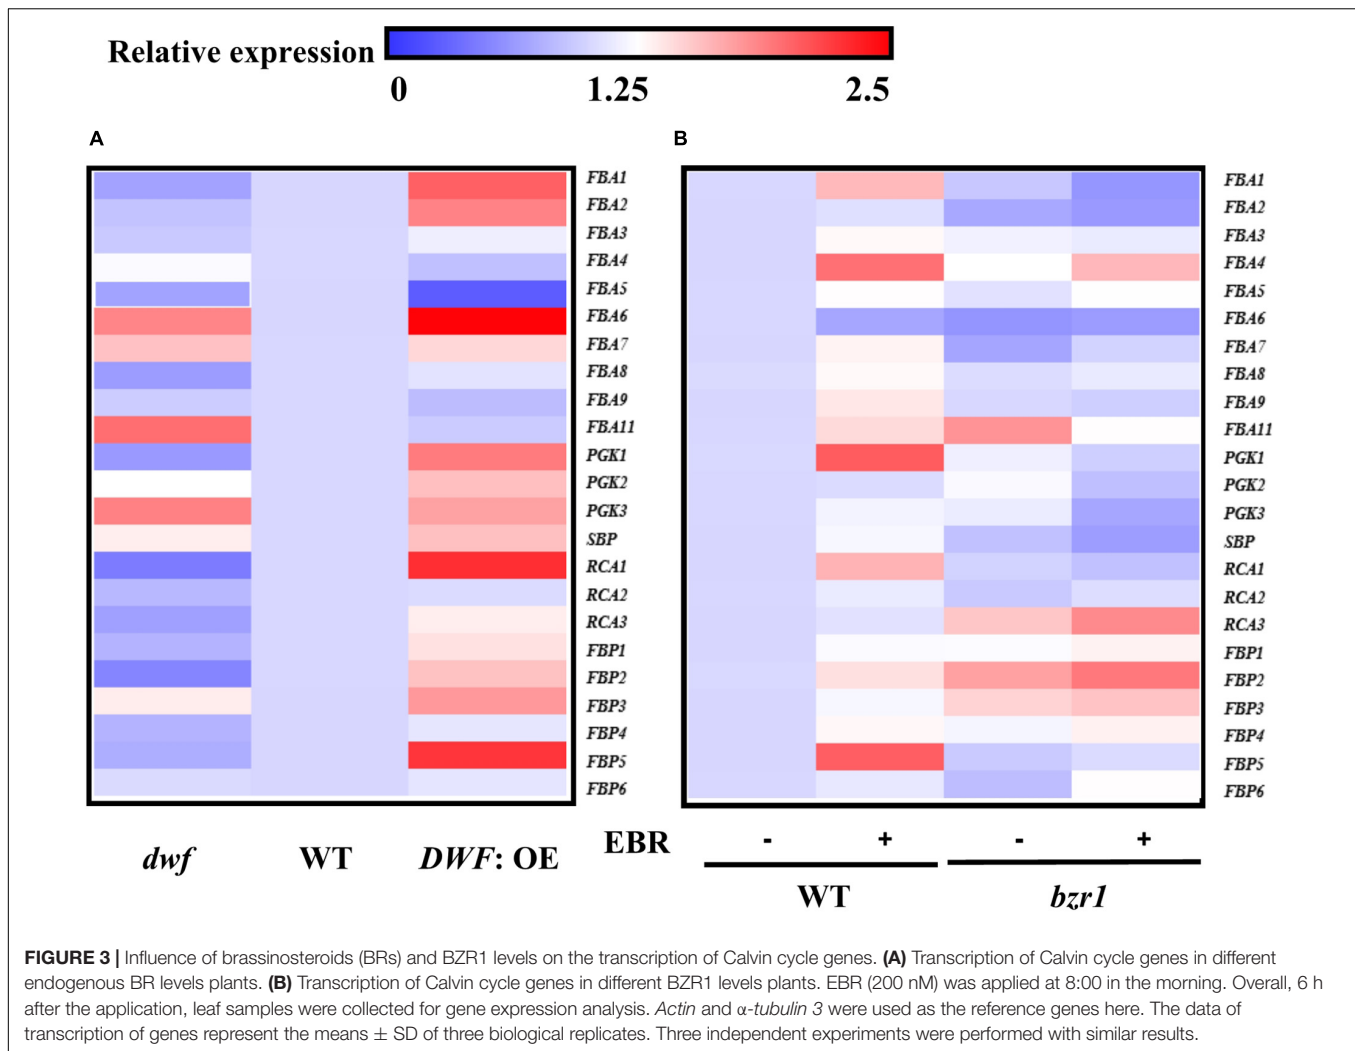 Relative expression
0 1.25 2.5
A
B
FBA1
FBA2
FBA3
FBA4
FBA5
FBA6
FBA7
FBA8
FBA9
FBA11
PGK1
PGK2
PGK3
SBP
RCA1
RCA2
RCA3
FBP1
FBP2
FBP3
FBP4
FBP5
FBP6
dwf WT DWF: OE
FBA1
FBA2
FBA3
FBA4
FBA5
FBA6
FBA7
FBA8
FBA9
FBA11
PGK1
PGK2
PGK3
SBP
RCA1
RCA2
RCA3
FBP1
FBP2
FBP3
FBP4
FBP5
FBP6
EBR - + - +
WT bzr1
FIGURE 3 | Influence of brassinosteroids (BRs) and BZR1 levels on the transcription of Calvin cycle genes. (A) Transcription of Calvin cycle genes in different
endogenous BR levels plants. (B) Transcription of Calvin cycle genes in different BZR1 levels plants. EBR (200 nM) was applied at 8:00 in the morning. Overall, 6 h
after the application, leaf samples were collected for gene expression analysis. Actin and α-tubulin 3 were used as the reference genes here. The data of
transcription of genes represent the means ± SD of three biological replicates. Three independent experiments were performed with similar results.